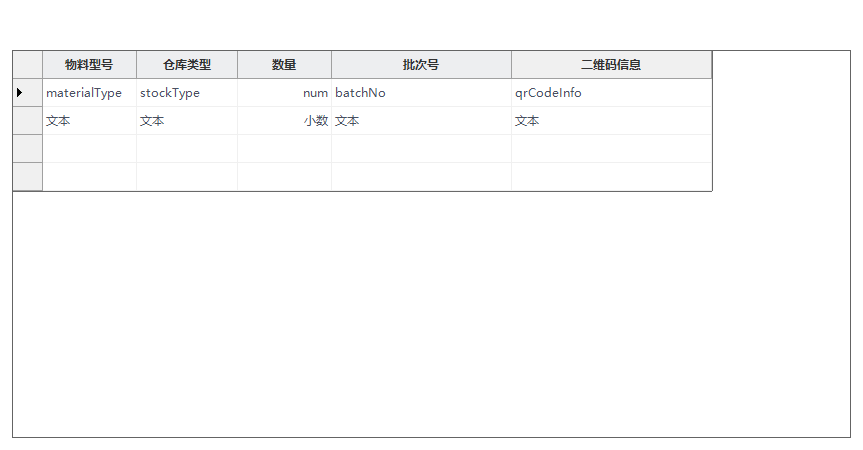 物料型号 仓库类型 数量 批次号 二维码信息
materialType stockType num batchNo qrCodeInfo
文本 文本 小数 文本 文本